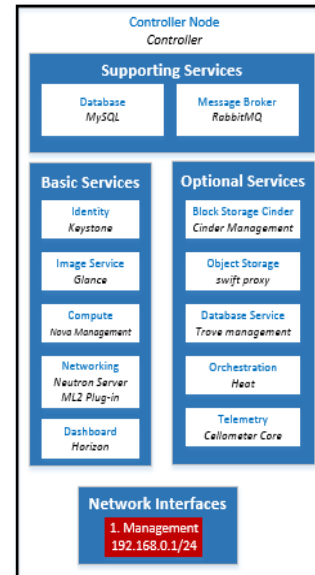 Controller Node
Controller
Supporting Services
Database
MySQL
Message Broker
RabbitMQ
Basic Services
Identity
Keystone
Image Service
Glance
Compute
Nova Management
Networking
Neutron Server
ML2 Plug-in
Dashboard
Horizon
Optional Services
Block Storage Cinder
Cinder Management
Object Storage
swift proxy
Database Service
Trove management
Orchestration
Heat
Telemetry
Cellometer Core
Network Interfaces
1. Management
192.168.0.1/24